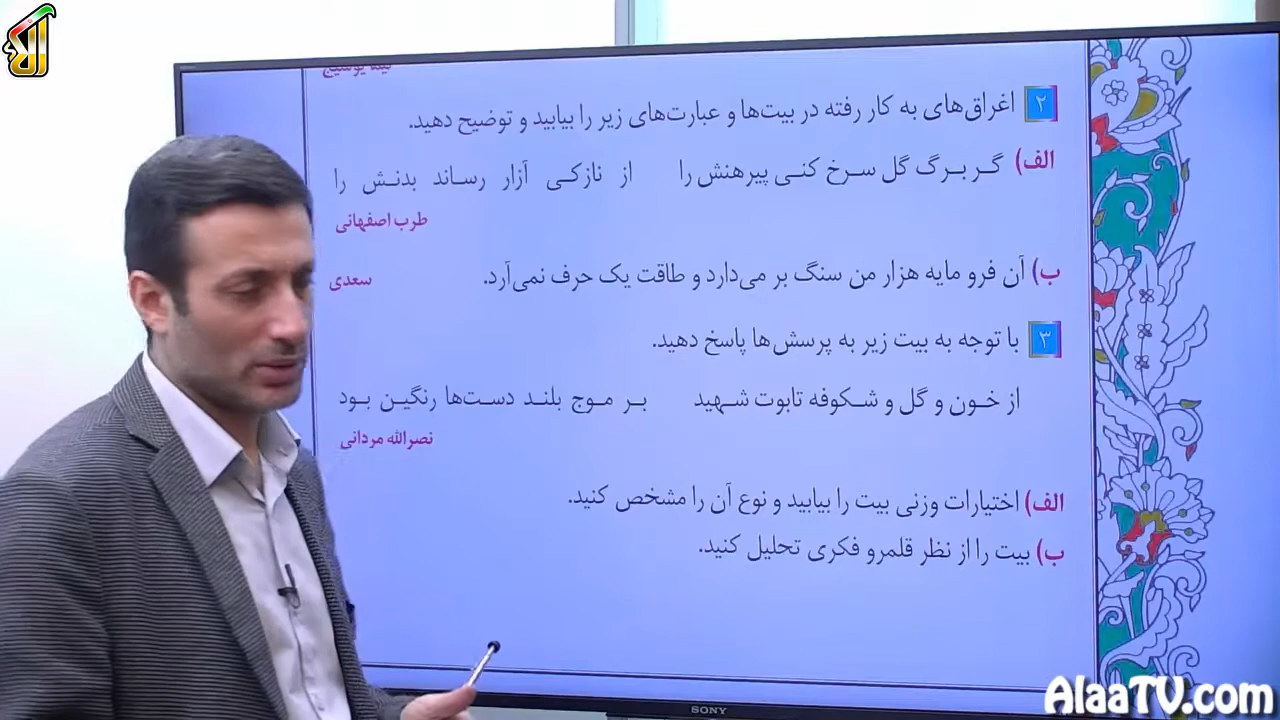 نیما یوشیج
۲ اغراق‌های به کار رفته در بیت‌ها و عبارت‌های زیر را بیابید و توضیح دهید.
الف) گر برگ گل سرخ کنی پیرهنش را از نازکی آزار رساند بدنش را
طرب اصفهانی
ب) آن فرو مایه هزار من سنگ بر می‌دارد و طاقت یک حرف نمی‌آرد. سعدی
۳ با توجه به بیت زیر به پرسش‌ها پاسخ دهید.
از خون و گل و شکوفه تابوت شهید بر موج بلند دست‌ها رنگین بود
نصرالله مردانی
الف) اختیارات وزنی بیت را بیابید و نوع آن را مشخص کنید.
ب) بیت را از نظر قلمرو فکری تحلیل کنید.
SONY
AlaaTV.com